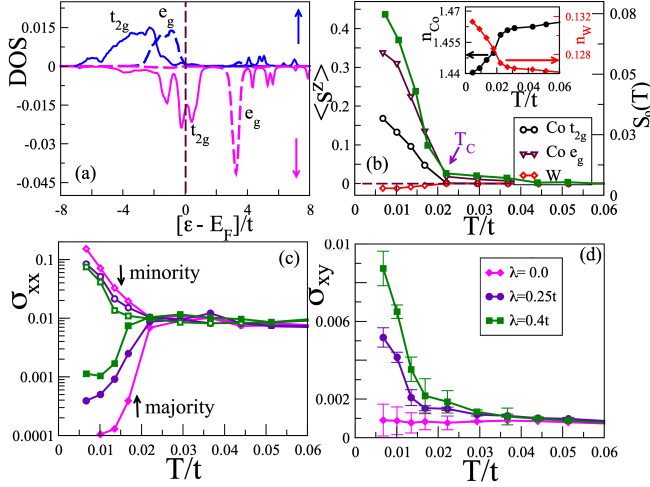 DOS
0.015
0
-0.015
-0.03
-0.045
t2g
eg
t2g
eg
(a)
-8 -4 0 4 8
[ε - EF]/t
<S^z>
0.5
0.4
0.3
0.2
0.1
0
nCo
1.47
1.455
1.44
0.132
0.128
nW
0 0.02 0.04 0.06
T/t
TC
Co t2g
Co eg
W
(b)
0.08
0.05
0.03
0
S0(T)
0 0.01 0.02 0.03 0.04 0.05 0.06
T/t
σxx
0.1
0.01
0.001
0.0001
(c)
minority
majority
0 0.01 0.02 0.03 0.04 0.05 0.06
T/t
σxy
0.01
0.006
0.002
0
(d)
λ= 0.0
λ=0.25t
λ=0.4t
0 0.01 0.02 0.03 0.04 0.05 0.06
T/t